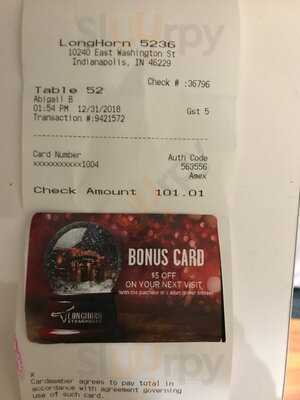 LongHorn 5236
10240 East Washington St
Indianapolis, IN 46229
Check # :36796
Table 52
Abigail B
01:54 PM 12/31/2018 Gst 5
Transaction #:9421572
Card Number Auth Code
xxxxxxxxxxx1004 563556
Amex
Check Amount 101.01
BONUS CARD
$5 OFF
ON YOUR NEXT VISIT
LONGHORN
STEAKHOUSE
X
Cardmember agrees to pay total in
accordance with agreement governing
use of such card.
Sluurpy